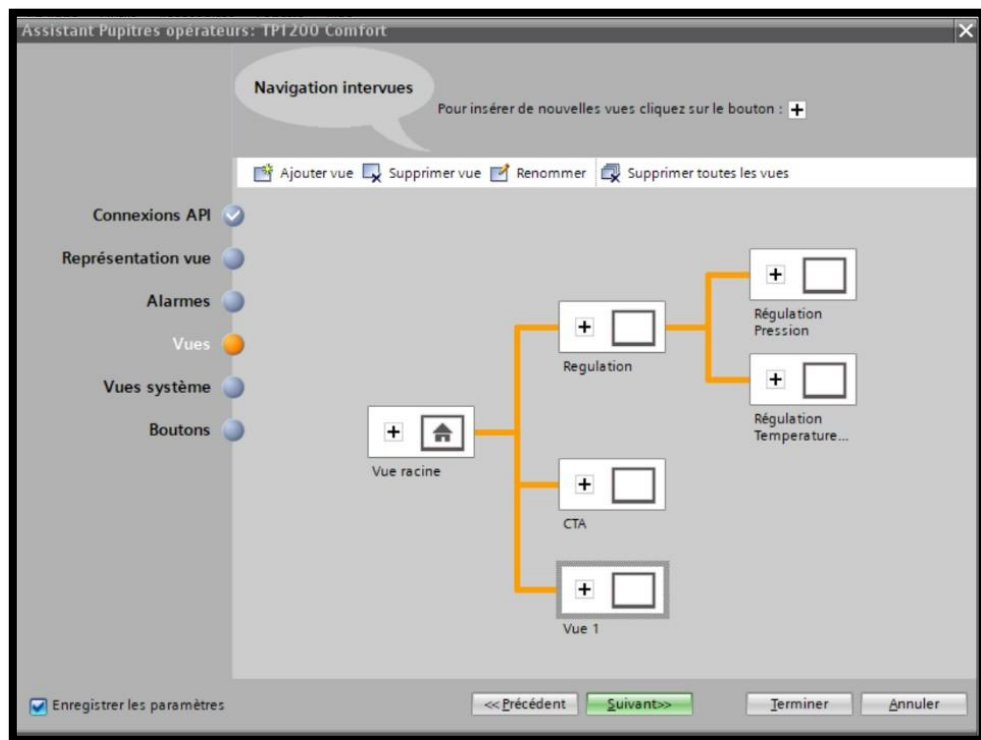 Assistant Pupitres opérateurs: TP1200 Comfort
Navigation intervues
Pour insérer de nouvelles vues cliquez sur le bouton :
Ajouter vue Supprimer vue Renommer Supprimer toutes les vues
Connexions API
Représentation vue
Alarmes
Vues
Vues système
Boutons
Vue racine
Regulation
Régulation
Pression
Régulation
Temperature...
CTA
Vue 1
Enregistrer les paramètres
<<Précédent
Suivant>>
Terminer
Annuler